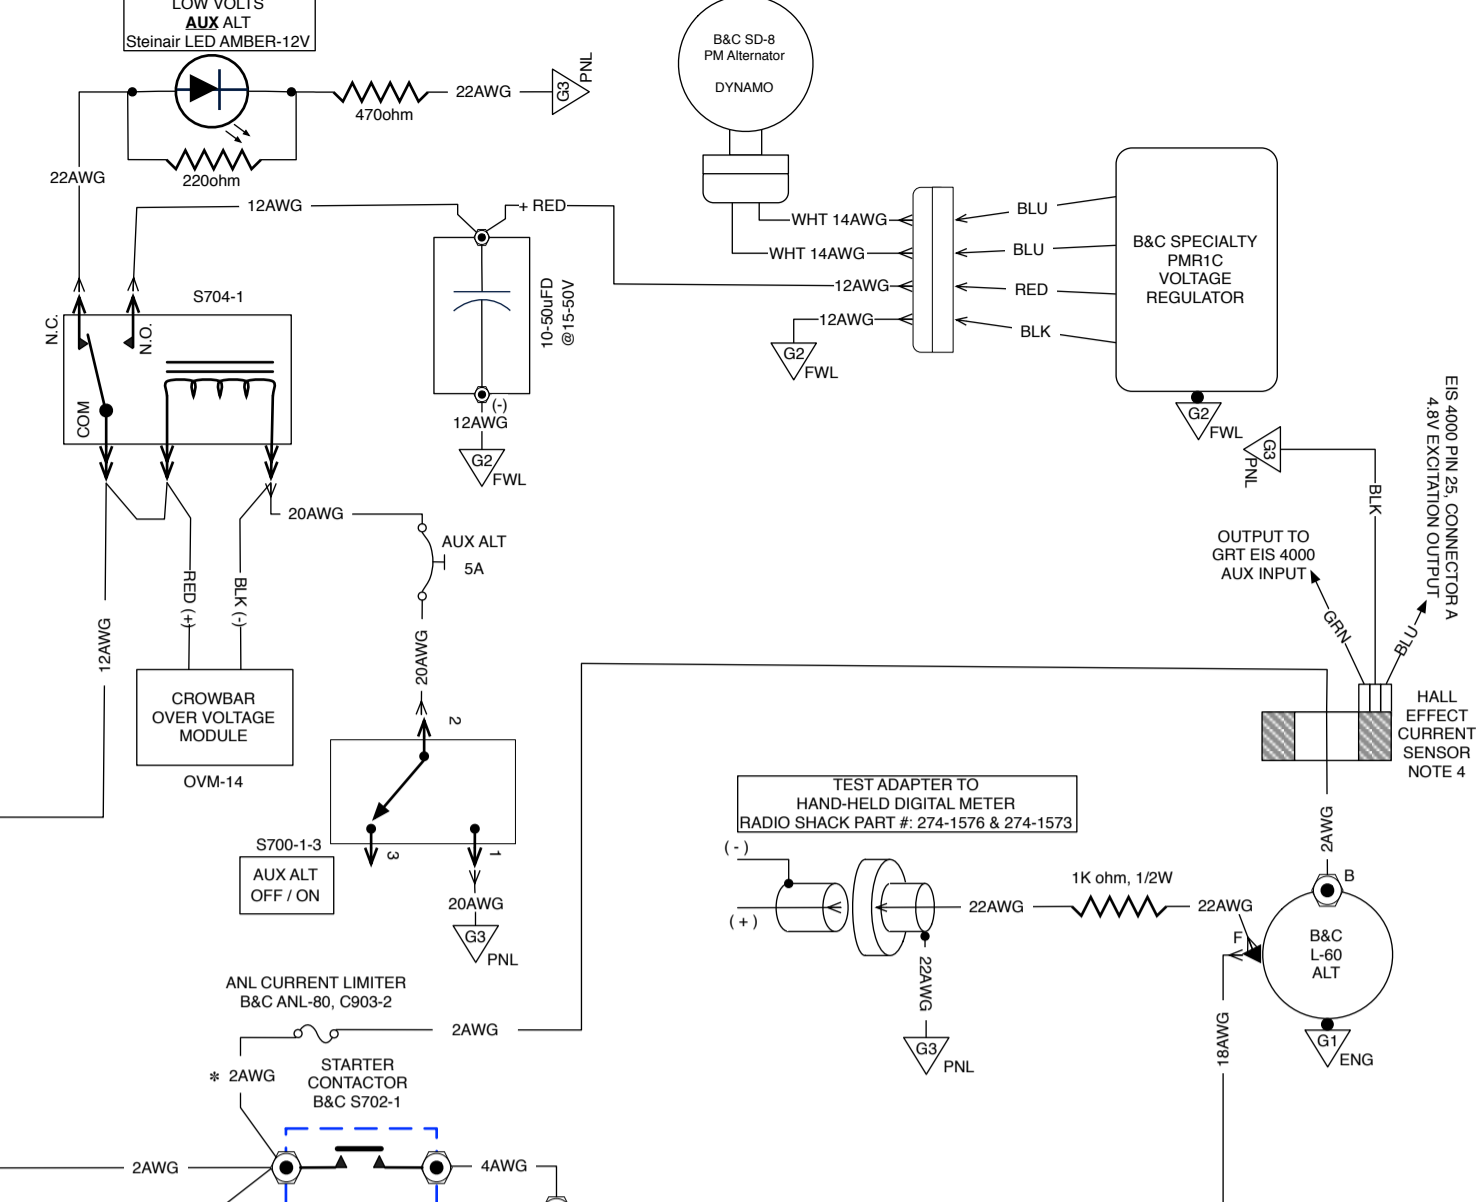 LOW VOLTS
AUX ALT
Steinair LED AMBER-12V
22AWG
G3
PNL
470ohm
220ohm
22AWG
B&C SD-8
PM Alternator
DYNAMO
12AWG
+ RED
WHT 14AWG
WHT 14AWG
12AWG
12AWG
G2
FWL
BLU
BLU
RED
BLK
B&C SPECIALTY
PMR1C
VOLTAGE
REGULATOR
G2
FWL
S704-1
N.C.
N.O.
COM
10-50uFD
@15-50V
(-)
12AWG
G2
FWL
20AWG
AUX ALT
5A
RED (+)
BLK (-)
12AWG
20AWG
CROWBAR
OVER VOLTAGE
MODULE
OVM-14
2
3
1
S700-1-3
AUX ALT
OFF / ON
20AWG
G3
PNL
G3
PNL
BLK
EIS 4000 PIN 25, CONNECTOR A
4.8V EXCITATION OUTPUT
OUTPUT TO
GRT EIS 4000
AUX INPUT
GRN
BLU
HALL
EFFECT
CURRENT
SENSOR
NOTE 4
2AWG
TEST ADAPTER TO
HAND-HELD DIGITAL METER
RADIO SHACK PART #: 274-1576 & 274-1573
(-)
(+)
22AWG
1K ohm, 1/2W
22AWG
B
F
B&C
L-60
ALT
G1
ENG
22AWG
G3
PNL
18AWG
ANL CURRENT LIMITER
B&C ANL-80, C903-2
2AWG
* 2AWG
STARTER
CONTACTOR
B&C S702-1
2AWG
4AWG